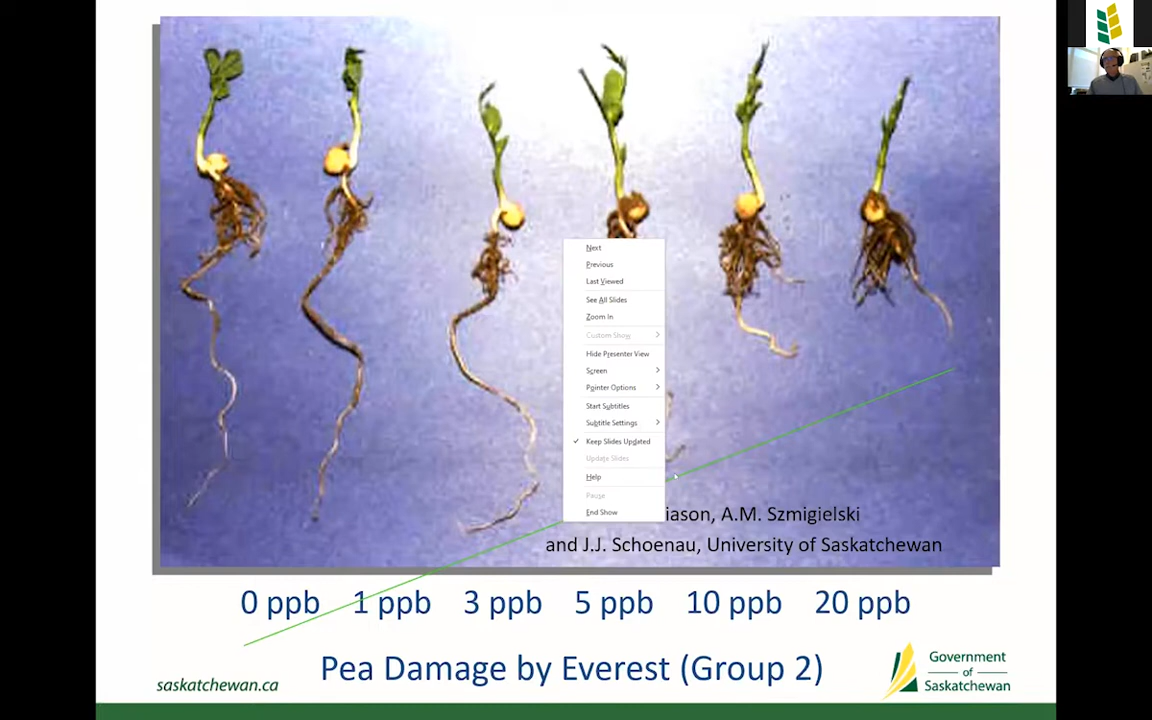 Next
Previous
Last Viewed
See All Slides
Zoom In
Custom Show
Hide Presenter View
Screen
Pointer Options
Start Subtitles
Subtitle Settings
Keep Slides Updated
Update Slides
Help
Pause
End Show
iason, A.M. Szmigielski
and J.J. Schoenau, University of Saskatchewan
0 ppb 1 ppb 3 ppb 5 ppb 10 ppb 20 ppb
Pea Damage by Everest (Group 2)
saskatchewan.ca
Government
of
Saskatchewan